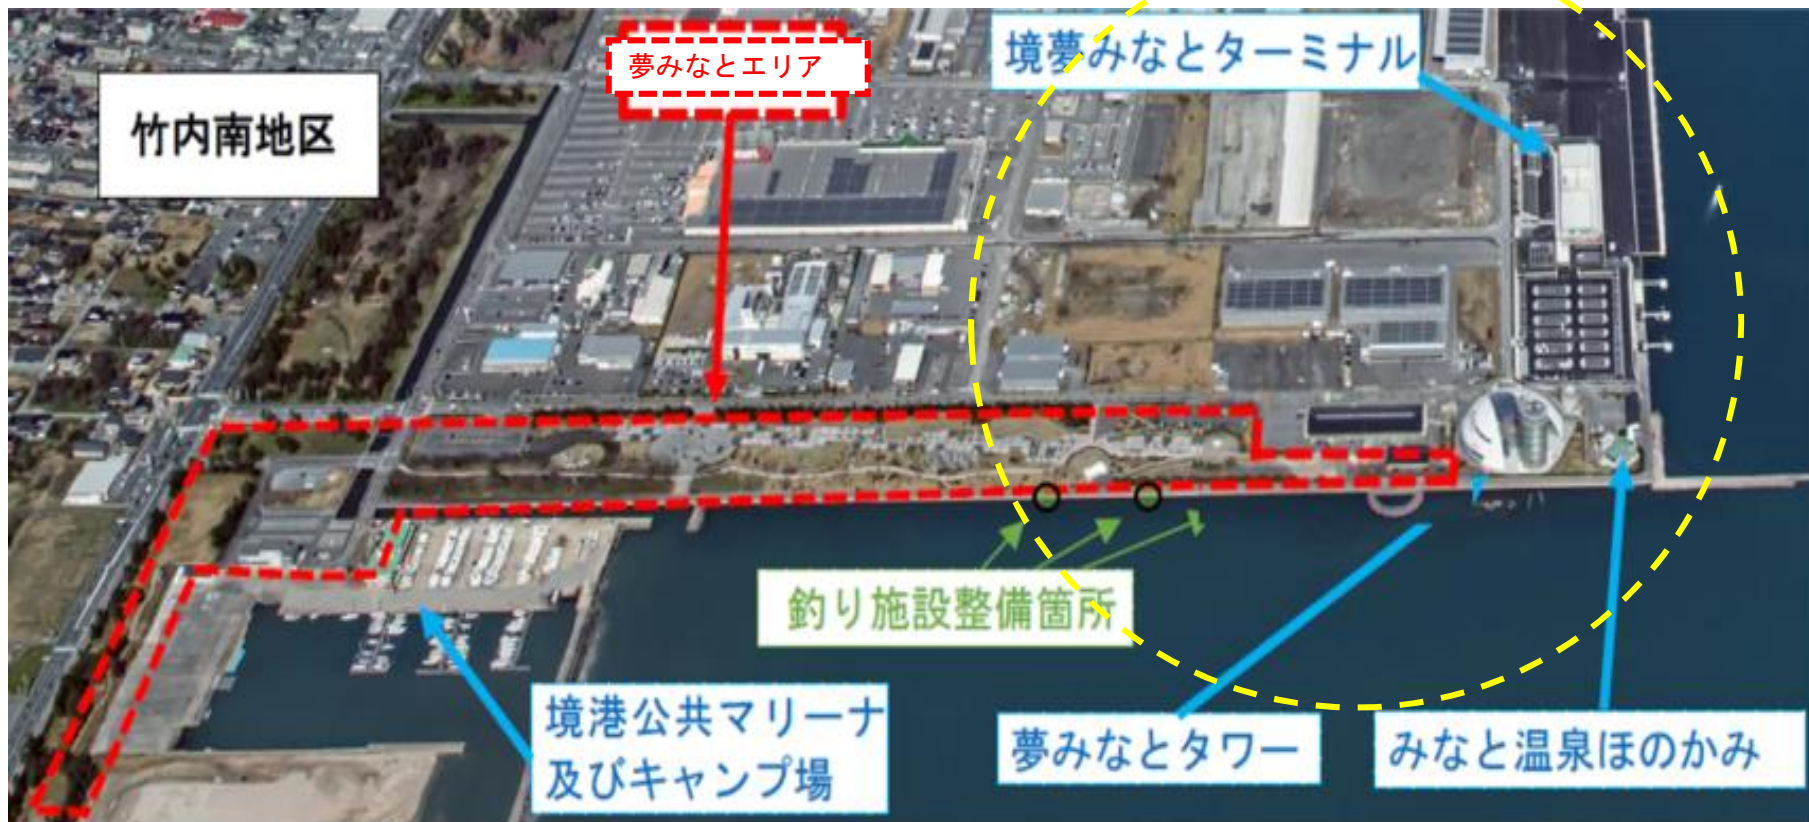 境夢みなとターミナル
夢みなとエリア
竹内南地区
釣り施設整備箇所
境港公共マリーナ
及びキャンプ場
夢みなとタワー
みなと温泉ほのかみ